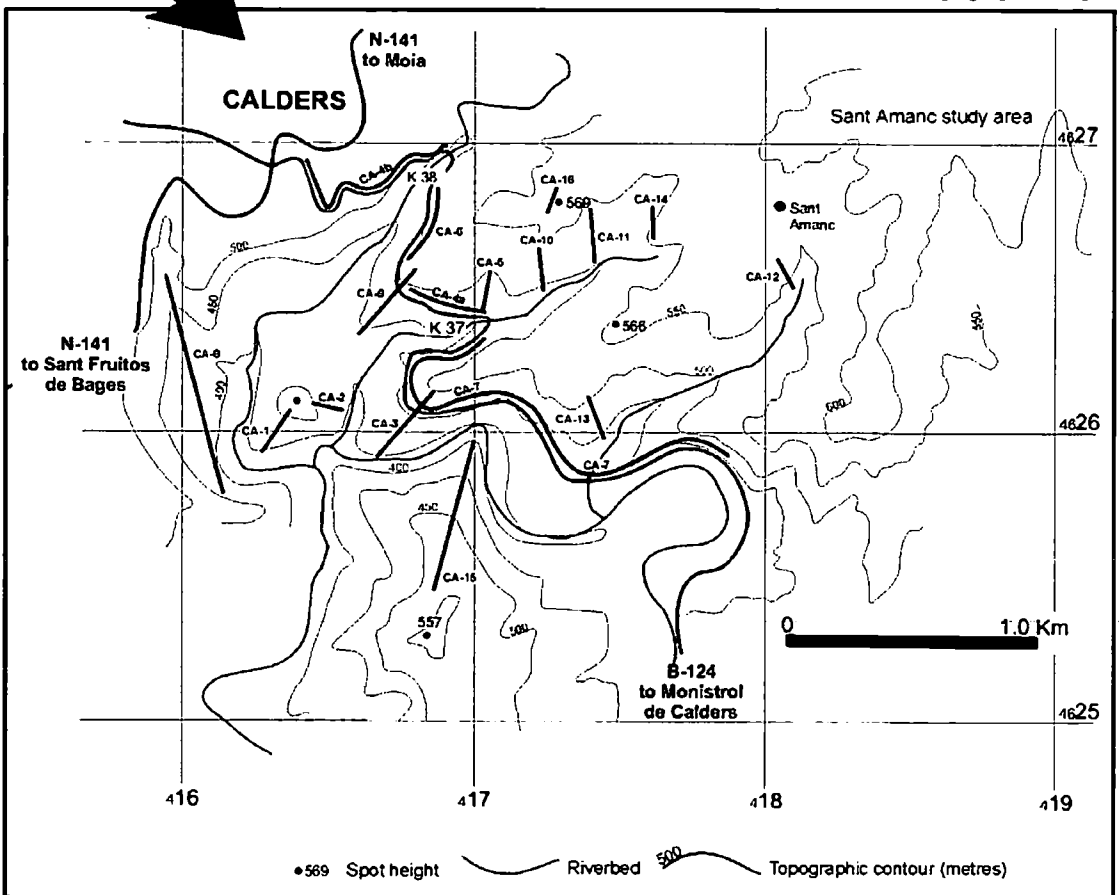 N-141
to Moia
CALDERS
Sant Amanc study area
4627
CA-4b
K 38
CA-16
569
CA-14
Sant
Amanc
CA-6
CA-10
CA-11
500
CA-5
CA-12
CA-9
CA-4a
450
K 37
566
550
550
N-141
to Sant Fruitos
de Bages
CA-8
400
500
CA-2
CA-7
500
CA-1
CA-3
CA-13
4626
400
CA-7
450
CA-15
557
500
0 1.0 Km
B-124
to Monistrol
de Calders
4625
416 417 418 419
569 Spot height Riverbed 500 Topographic contour (metres)